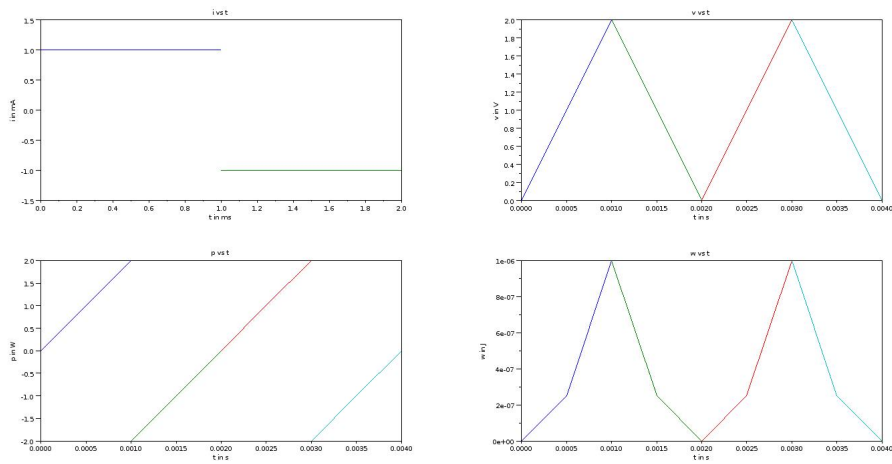 i vs t
1.5
1.0
0.5
0.0
-0.5
-1.0
-1.5
i in mA
0.0 0.2 0.4 0.6 0.8 1.0 1.2 1.4 1.6 1.8 2.0
t in ms
v vs t
2.0
1.8
1.6
1.4
1.2
1.0
0.8
0.6
0.4
0.2
0.0
v in V
0.0000 0.0005 0.0010 0.0015 0.0020 0.0025 0.0030 0.0035 0.0040
t in s
p vs t
2.0
1.5
1.0
0.5
0.0
-0.5
-1.0
-1.5
-2.0
p in W
0.0000 0.0005 0.0010 0.0015 0.0020 0.0025 0.0030 0.0035 0.0040
t in s
w vs t
1e-06
8e-07
6e-07
4e-07
2e-07
0e+00
w in J
0.0000 0.0005 0.0010 0.0015 0.0020 0.0025 0.0030 0.0035 0.0040
t in s